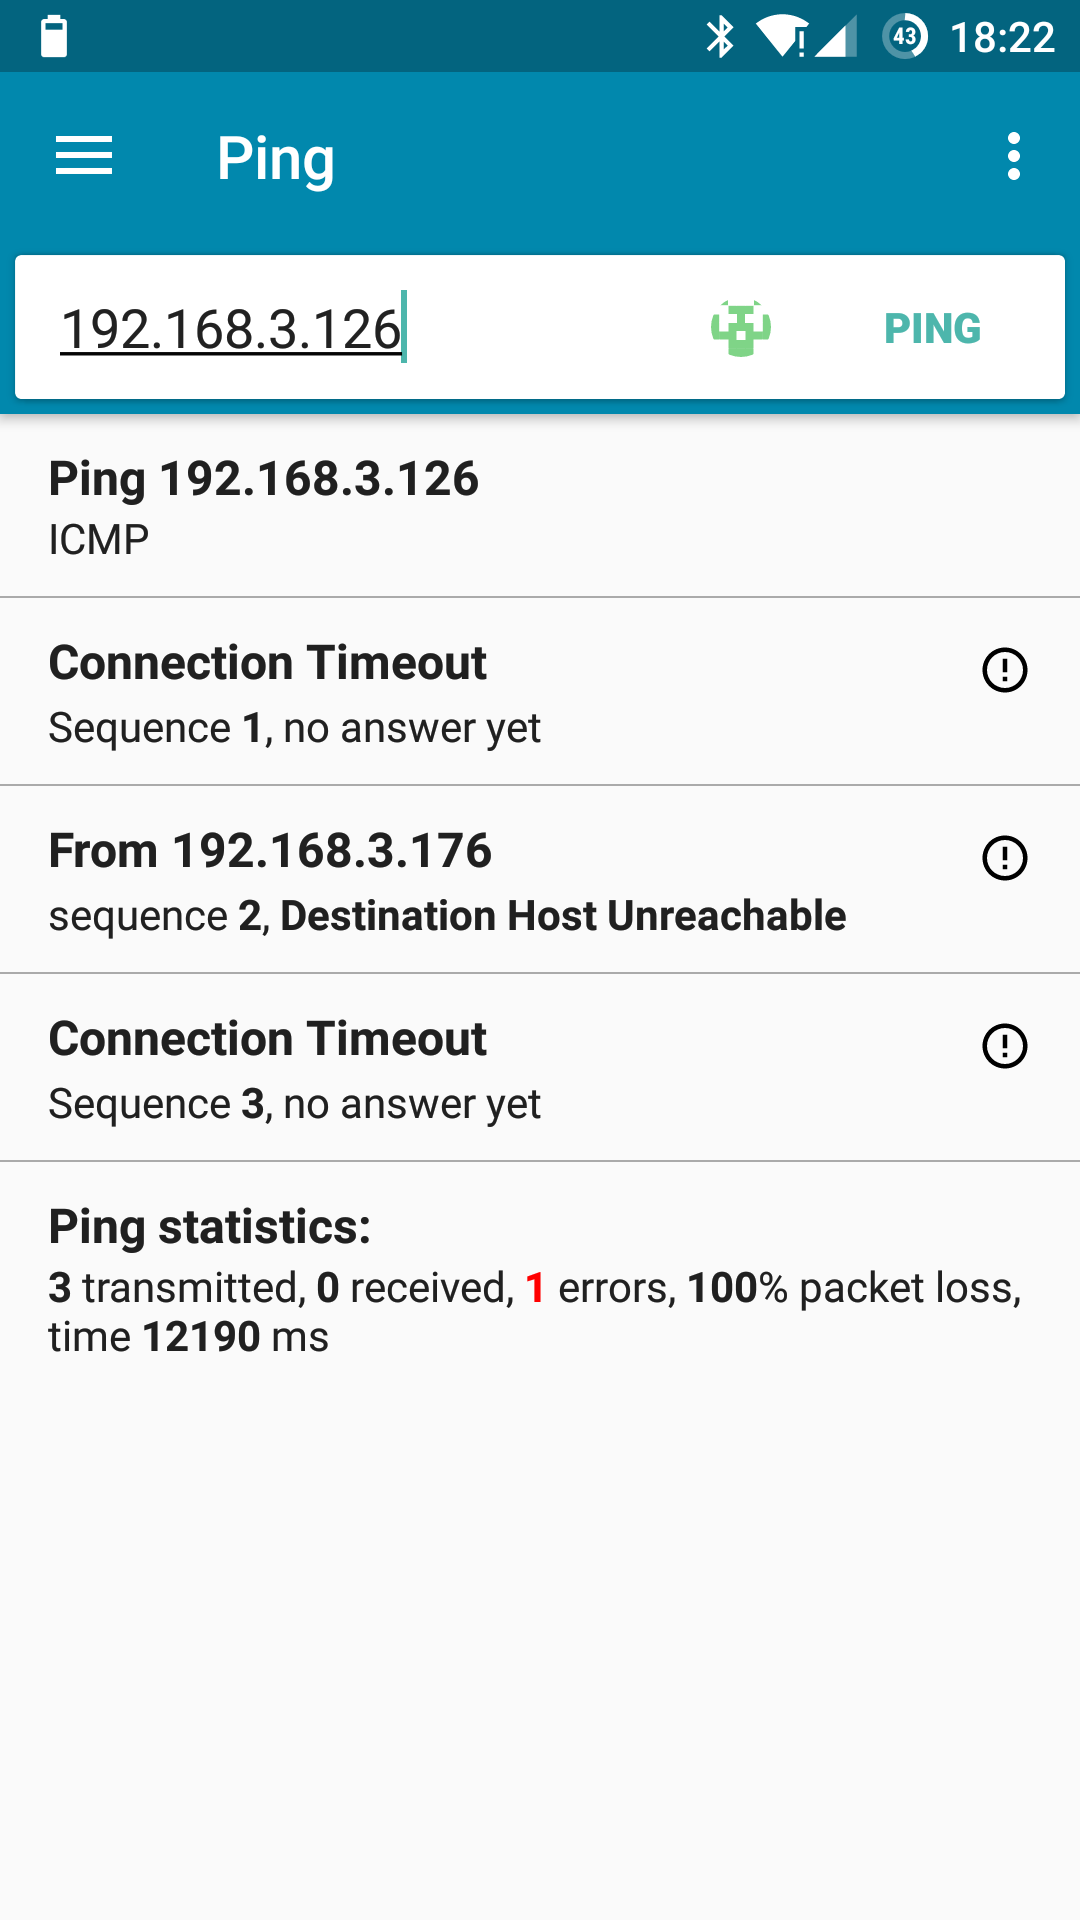 43 18:22
Ping
192.168.3.126 PING
Ping 192.168.3.126
ICMP
Connection Timeout
Sequence 1, no answer yet
From 192.168.3.176
sequence 2, Destination Host Unreachable
Connection Timeout
Sequence 3, no answer yet
Ping statistics:
3 transmitted, 0 received, 1 errors, 100% packet loss,
time 12190 ms